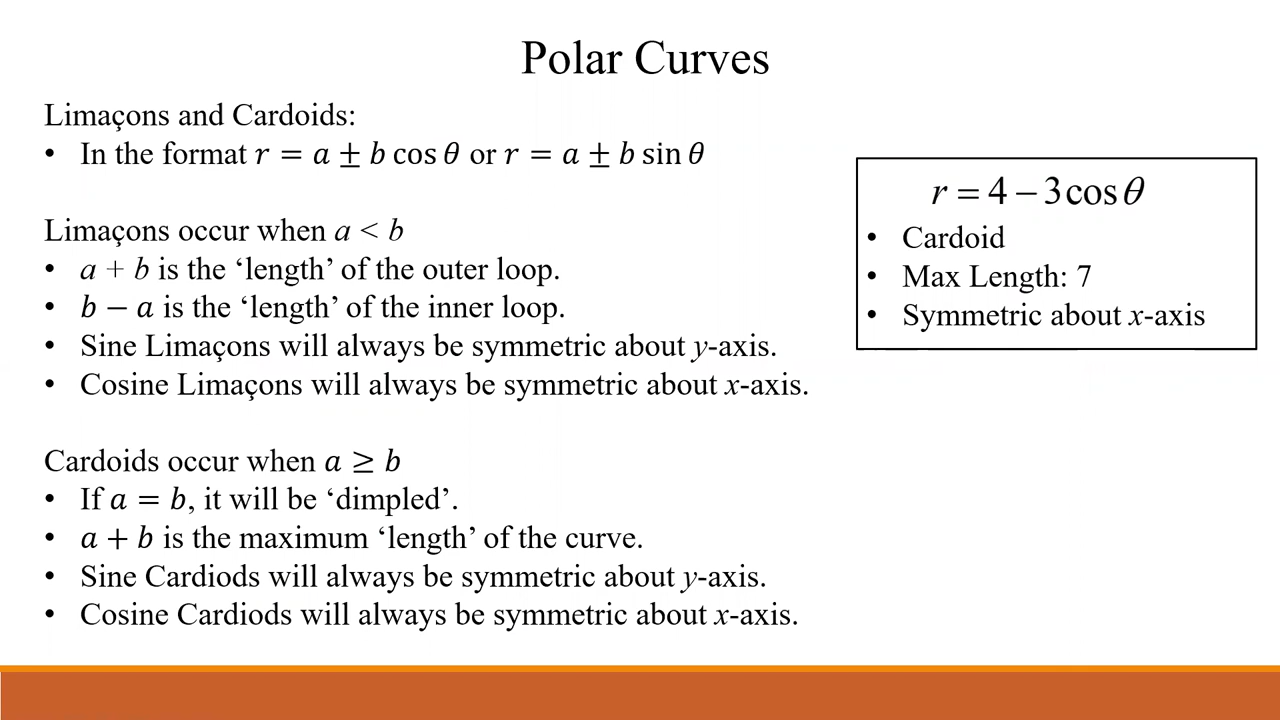 Polar Curves
Limaçons and Cardoids:
• In the format r = a ± b cos θ or r = a ± b sin θ
Limaçons occur when a < b
• a + b is the ‘length’ of the outer loop.
• b − a is the ‘length’ of the inner loop.
• Sine Limaçons will always be symmetric about y-axis.
• Cosine Limaçons will always be symmetric about x-axis.
Cardoids occur when a ≥ b
• If a = b, it will be ‘dimpled’.
• a + b is the maximum ‘length’ of the curve.
• Sine Cardiods will always be symmetric about y-axis.
• Cosine Cardiods will always be symmetric about x-axis.
r = 4 − 3cos θ
• Cardoid
• Max Length: 7
• Symmetric about x-axis